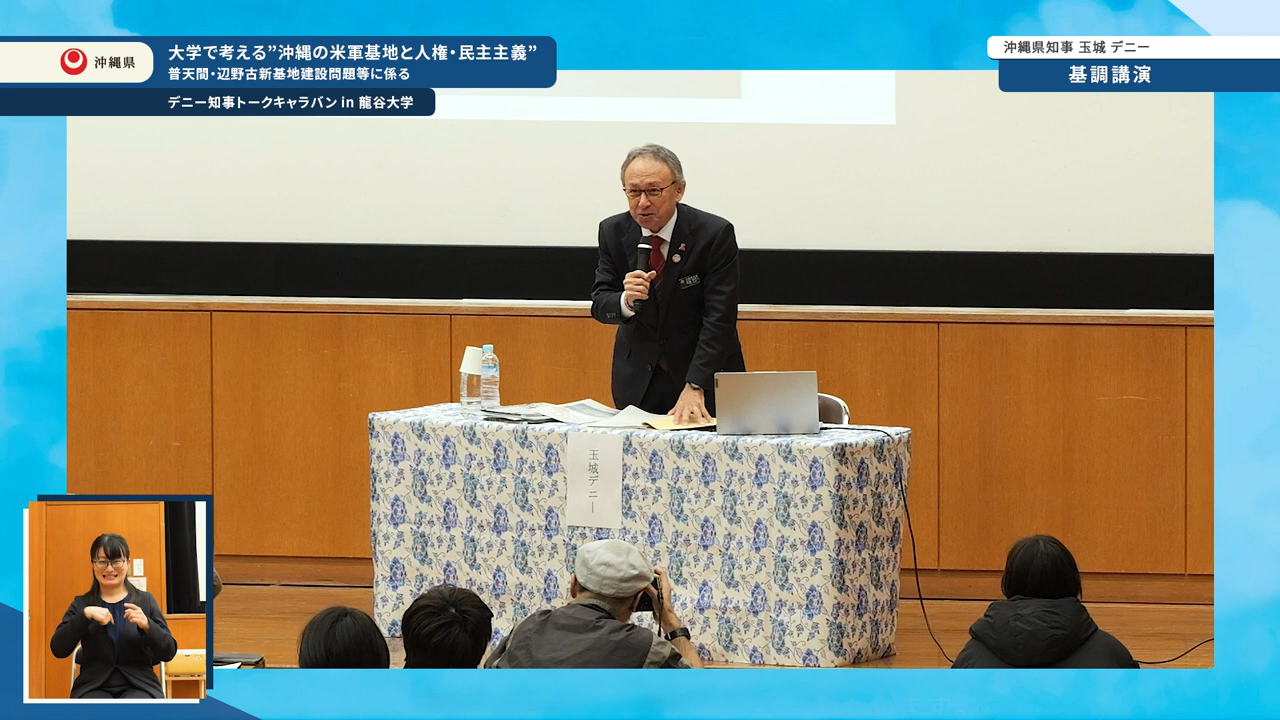 沖縄県
大学で考える”沖縄の米軍基地と人権・民主主義”
普天間・辺野古新基地建設問題等に係る
デニー知事トークキャラバン in 龍谷大学
沖縄県知事 玉城 デニー
基調講演
玉城デニー